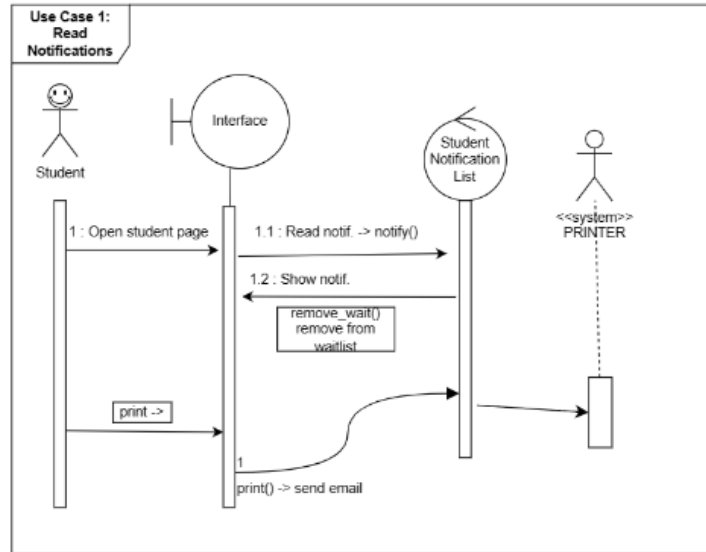 Use Case 1:
Read
Notifications
Student
Interface
Student
Notification
List
<<system>>
PRINTER
1 : Open student page
1.1 : Read notif. -> notify()
1.2 : Show notif.
remove_wait()
remove from
waitlist
print ->
1
print() -> send email